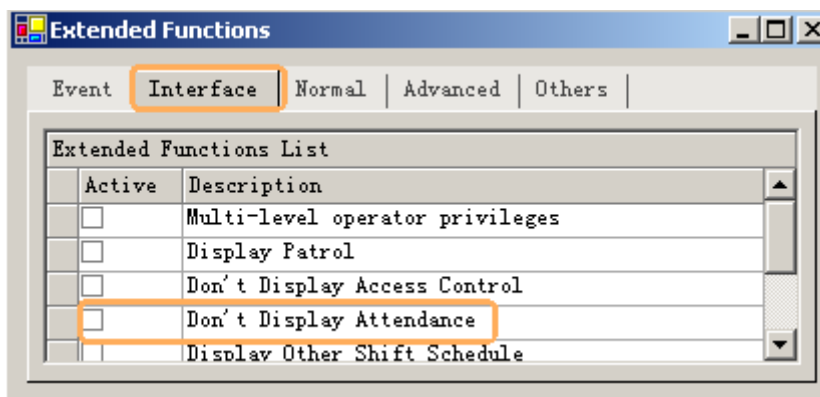 Extended Functions
Event Interface Normal Advanced Others
Extended Functions List
Active Description
Multi-level operator privileges
Display Patrol
Don't Display Access Control
Don't Display Attendance
Display Other Shift Schedule